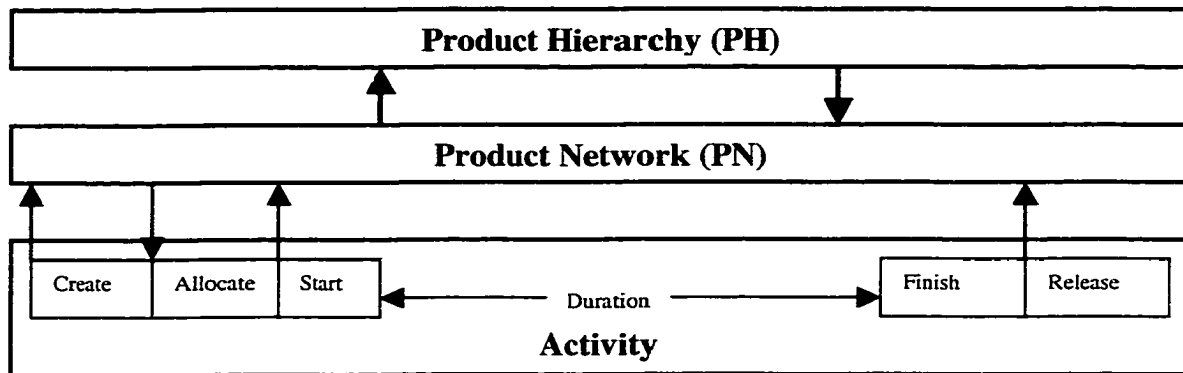 Product Hierarchy (PH)
Product Network (PN)
Create Allocate Start Finish Release
Duration
Activity